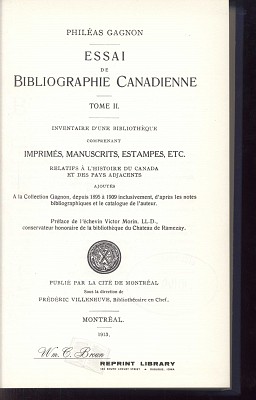 PHILÉAS GAGNON
ESSAI
DE
BIBLIOGRAPHIE CANADIENNE
TOME II.
INVENTAIRE D'UNE BIBLIOTHÈQUE
COMPRENANT
IMPRIMÉS, MANUSCRITS, ESTAMPES, ETC.
RELATIFS À L'HISTOIRE DU CANADA
ET DES PAYS ADJACENTS
AJOUTÉS
A la Collection Gagnon, depuis 1895 à 1909 inclusivement, d'après les notes
bibliographiques et le catalogue de l'auteur.
Préface de l'échevin Victor Morin, LL.D.,
conservateur honoraire de la bibliothèque du Château de Ramezay.
PUBLIÉ PAR LA CITÉ DE MONTRÉAL
Sous la direction de
FRÉDÉRIC VILLENEUVE, Bibliothécaire en Chef.
MONTRÉAL.
1913.
Wm. C. Brown
REPRINT LIBRARY
DUBUQUE, IOWA